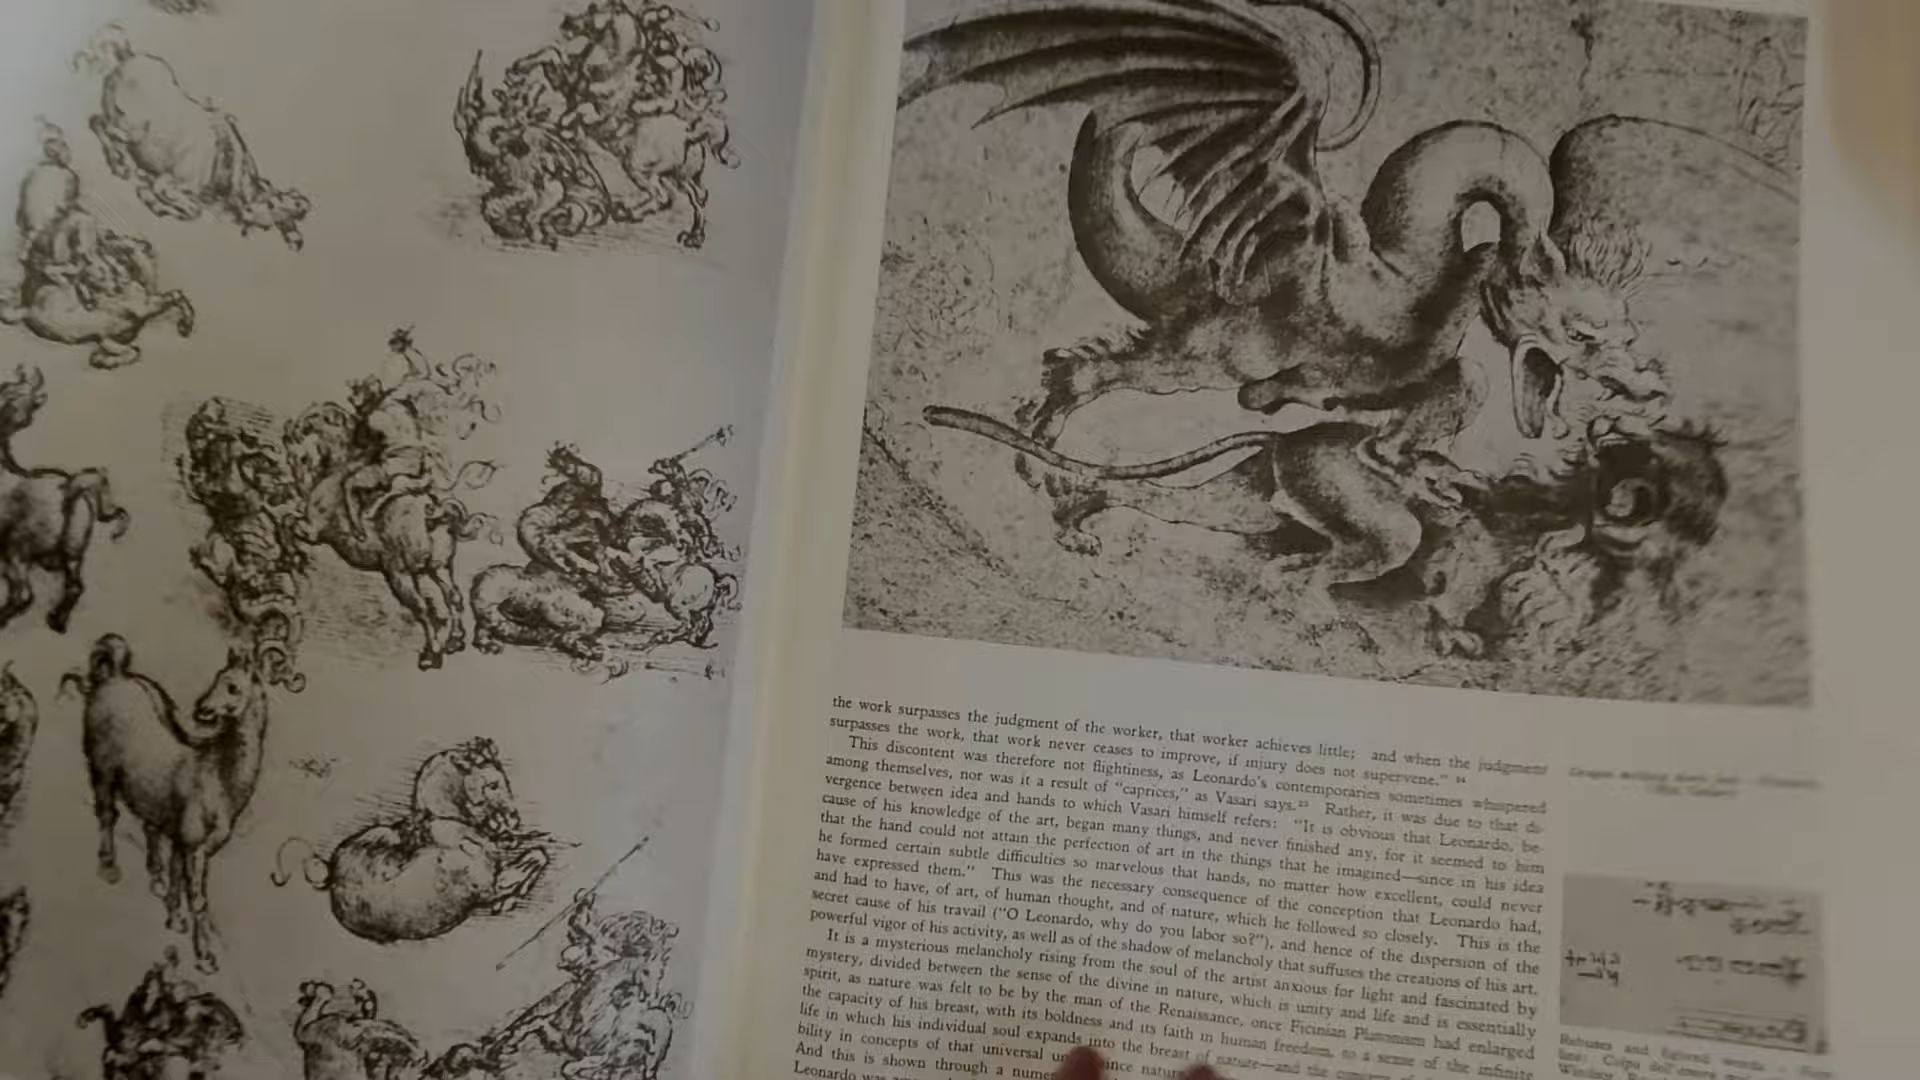 the work surpasses the judgment of the worker, that worker achieves little; and when the judgment
surpasses the work, that work never ceases to improve, if injury does not supervene." ²⁴
This discontent was therefore not flightiness, as Leonardo's contemporaries sometimes whispered
among themselves, nor was it a result of "caprices," as Vasari says.²⁵ Rather, it was due to that di-
vergence between idea and hands to which Vasari himself refers: "It is obvious that Leonardo, be-
cause of his knowledge of the art, began many things, and never finished any, for it seemed to him
that the hand could not attain the perfection of art in the things that he imagined—since in his idea
he formed certain subtle difficulties so marvelous that hands, no matter how excellent, could never
have expressed them." This was the necessary consequence of the conception that Leonardo had,
and had to have, of art, of human thought, and of nature, which he followed so closely. This is the
secret cause of his travail ("O Leonardo, why do you labor so?"), and hence of the dispersion of the
powerful vigor of his activity, as well as of the shadow of melancholy that suffuses the creations of his art.
It is a mysterious melancholy rising from the soul of the artist anxious for light and fascinated by
mystery, divided between the sense of the divine in nature, which is unity and life and is essentially
spirit, as nature was felt to be by the man of the Renaissance, once Ficinian Platonism had enlarged
the capacity of his breast, with its boldness and its faith in human freedom, to a sense of the infinite
life in which his individual soul expands into the breast of nature—and the
bility in concepts of that universal since
And this is shown through a
Leonardo was
Rebuses and figured words